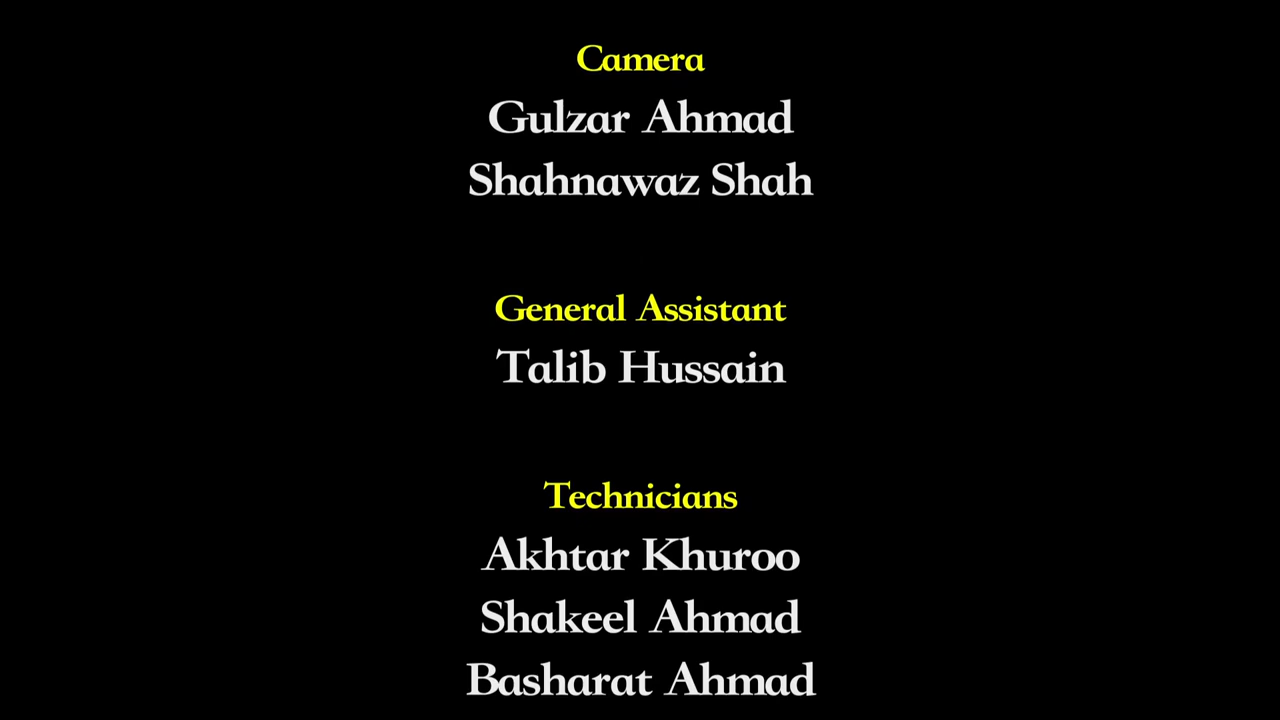 Camera
Gulzar Ahmad
Shahnawaz Shah
General Assistant
Talib Hussain
Technicians
Akhtar Khuroo
Shakeel Ahmad
Basharat Ahmad